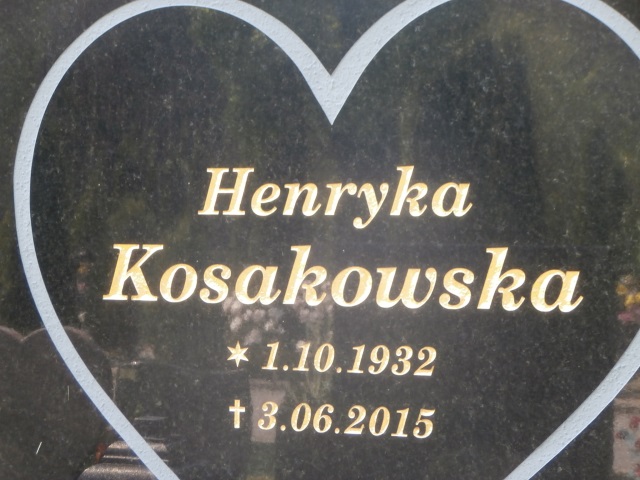 Henryka
Kosakowska
* 1.10.1932
† 3.06.2015